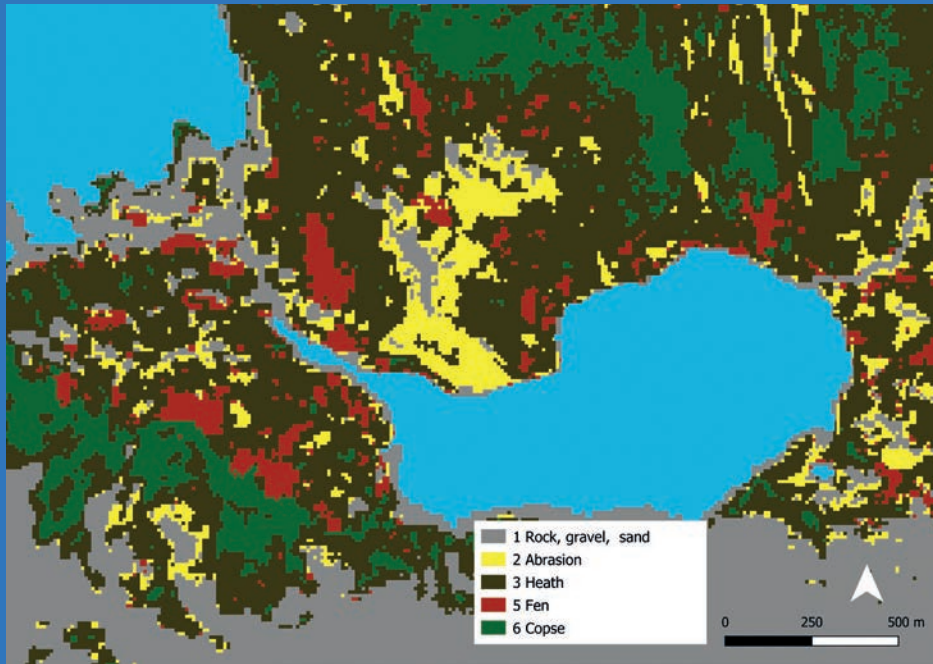 1 Rock, gravel, sand
2 Abrasion
3 Heath
5 Fen
6 Copse
0 250 500 m